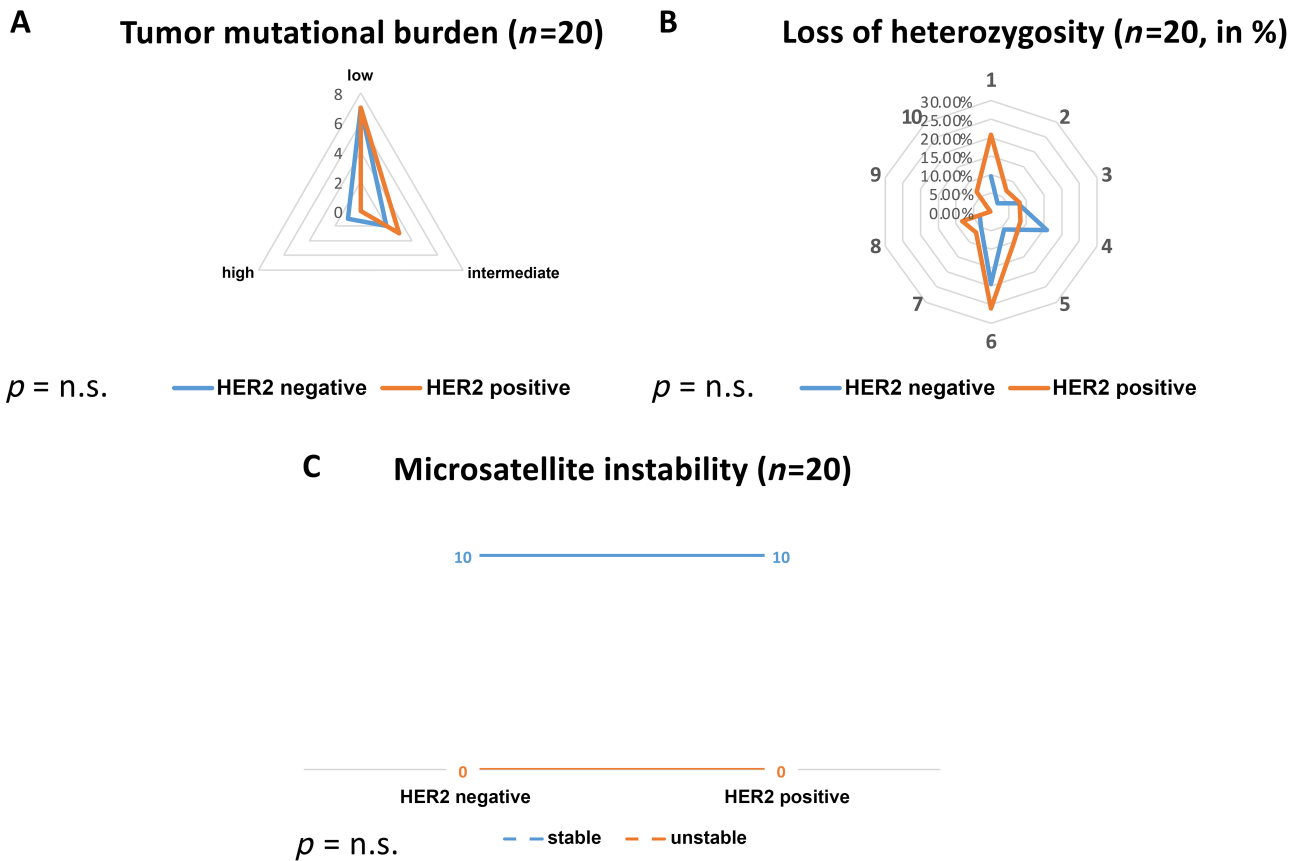 A
Tumor mutational burden (n=20)
low
8
6
4
2
0
high
intermediate
p = n.s.
HER2 negative
HER2 positive
B
Loss of heterozygosity (n=20, in %)
1
30.00%
10
2
25.00%
20.00%
15.00%
9
3
10.00%
5.00%
0.00%
8
4
7
5
6
p = n.s.
HER2 negative
HER2 positive
C
Microsatellite instability (n=20)
10
10
0
0
HER2 negative
HER2 positive
stable
unstable
p = n.s.